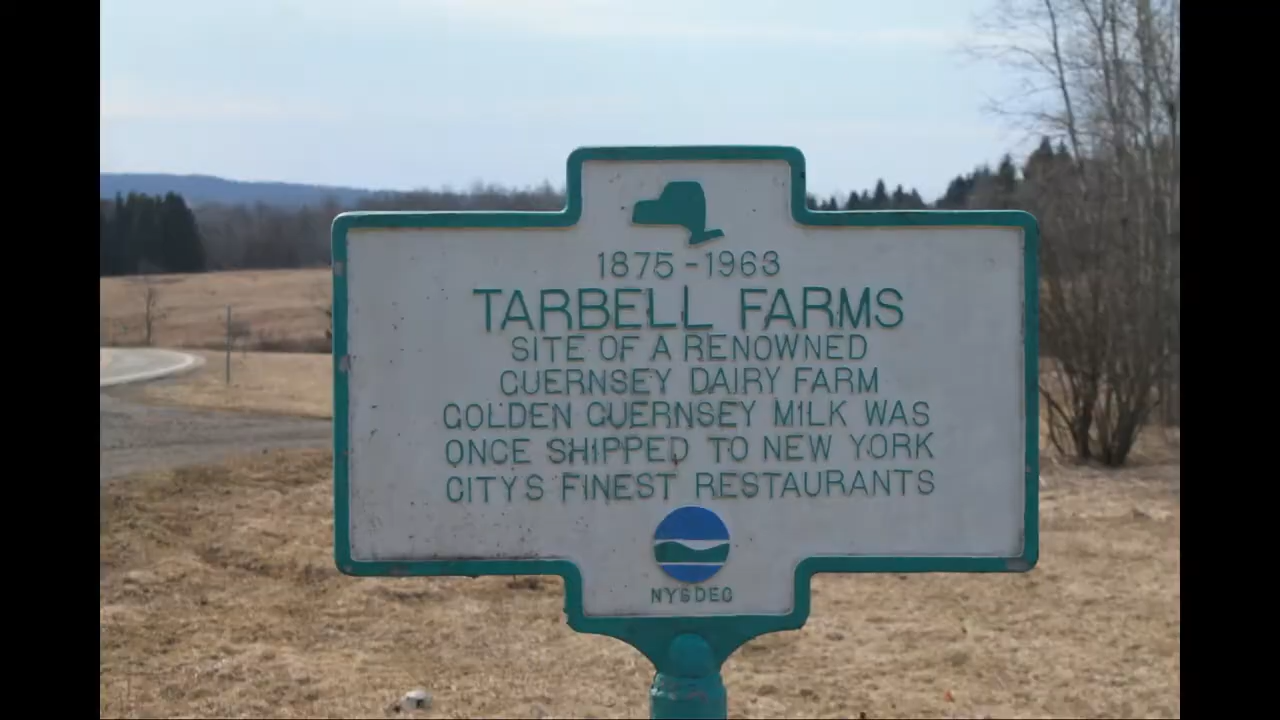 1875-1963
TARBELL FARMS
SITE OF A RENOWNED
GUERNSEY DAIRY FARM
GOLDEN GUERNSEY MILK WAS
ONCE SHIPPED TO NEW YORK
CITYS FINEST RESTAURANTS
NYSDEC